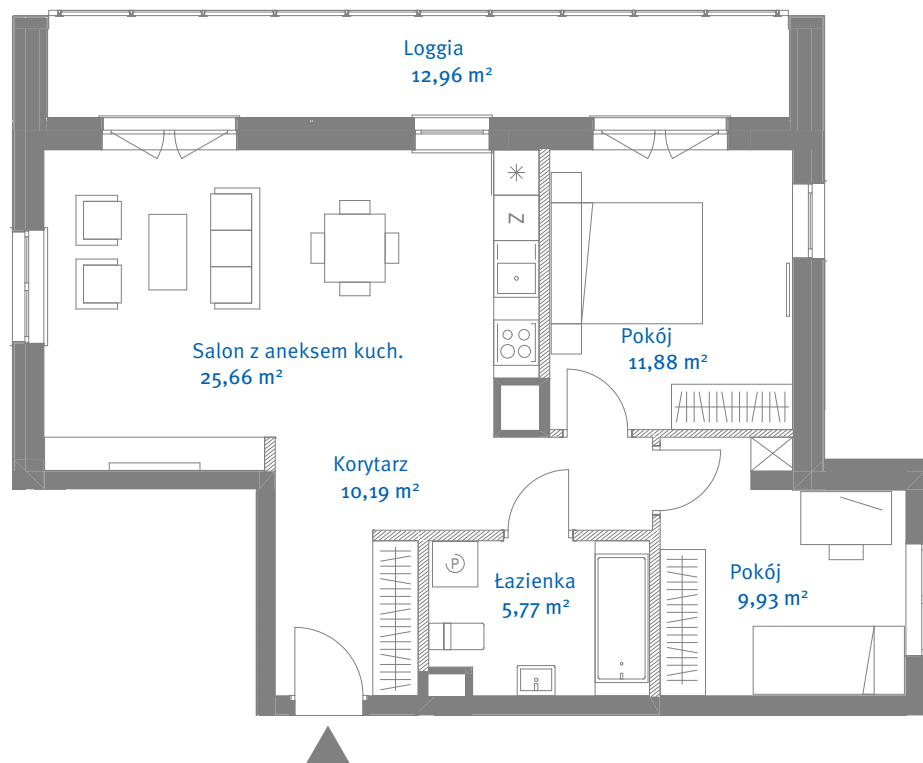 Loggia
12,96 m²
Z
Salon z aneksem kuch.
25,66 m²
Pokój
11,88 m²
Korytarz
10,19 m²
P
Łazienka
5,77 m²
Pokój
9,93 m²